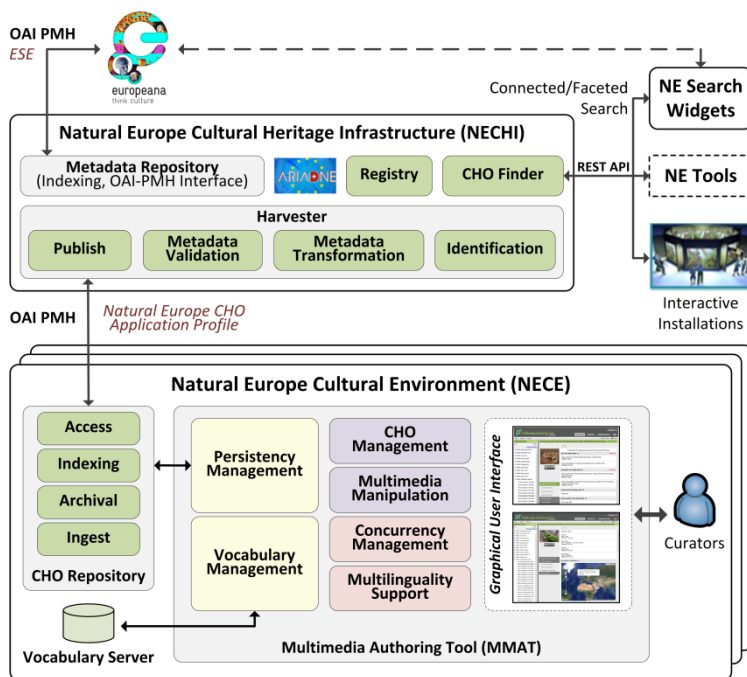 OAI PMH
ESE
europeana
think culture
Connected/Faceted
Search
NE Search
Widgets
Natural Europe Cultural Heritage Infrastructure (NECHI)
Metadata Repository
(Indexing, OAI-PMH Interface)
ARIADNE
Registry
CHO Finder
REST API
NE Tools
Harvester
Publish
Metadata
Validation
Metadata
Transformation
Identification
Interactive
Installations
OAI PMH
Natural Europe CHO
Application Profile
Natural Europe Cultural Environment (NECE)
Access
Indexing
Archival
Ingest
CHO Repository
Persistency
Management
Vocabulary
Management
CHO
Management
Multimedia
Manipulation
Concurrency
Management
Multilinguality
Support
Graphical User Interface
Curators
Vocabulary Server
Multimedia Authoring Tool (MMAT)